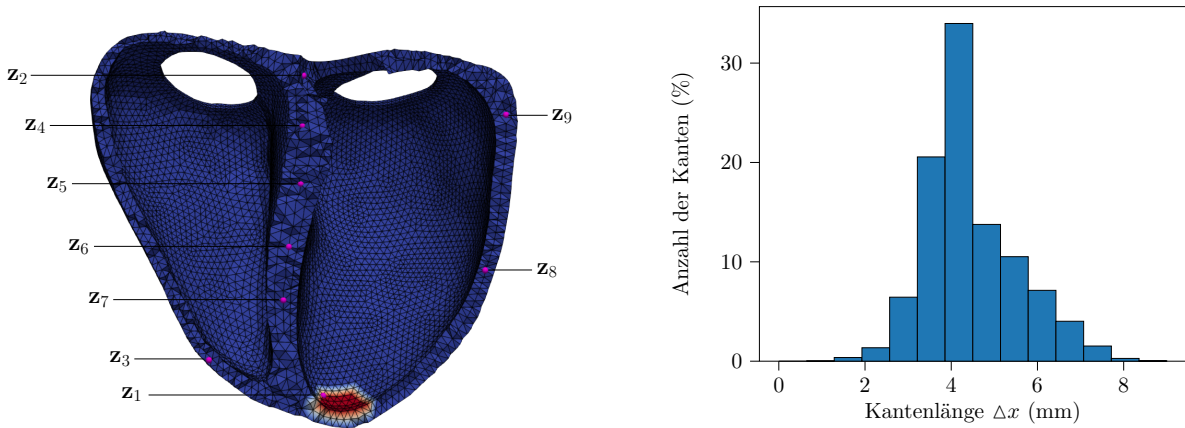 z2
z4
z5
z6
z7
z3
z1
z9
z8
Anzahl der Kanten (%)
30
20
10
0
0 2 4 6 8
Kantenlänge △x (mm)